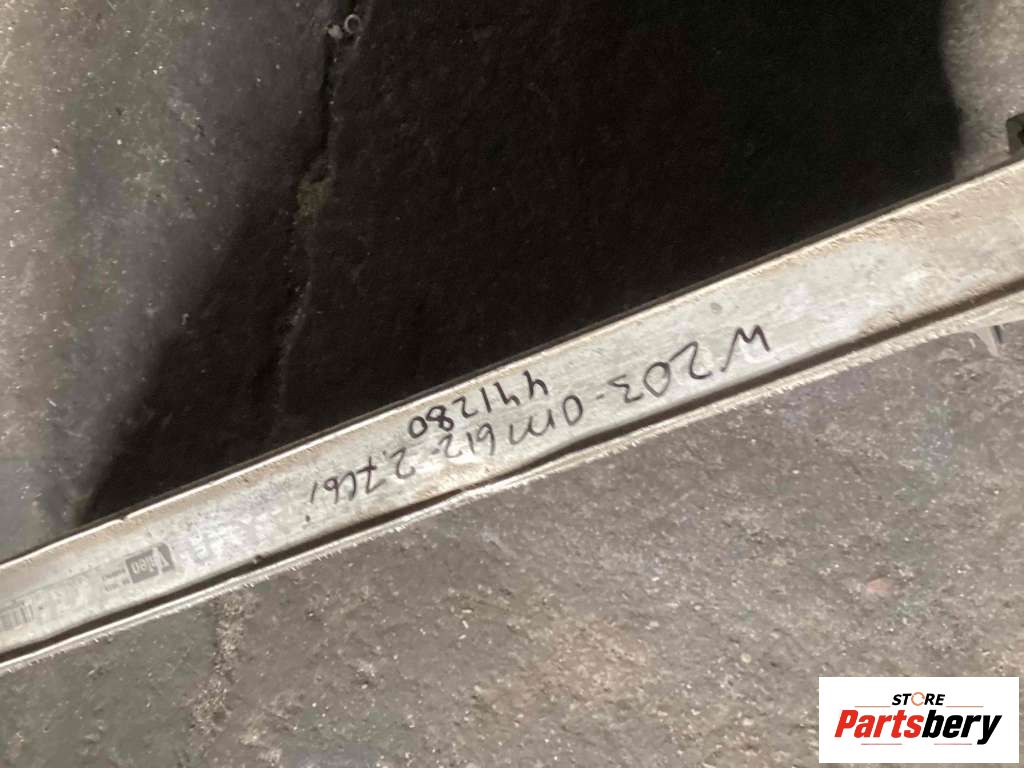 W203-OM612-2.7CDi
441280
Valeo
STORE
Partsbery